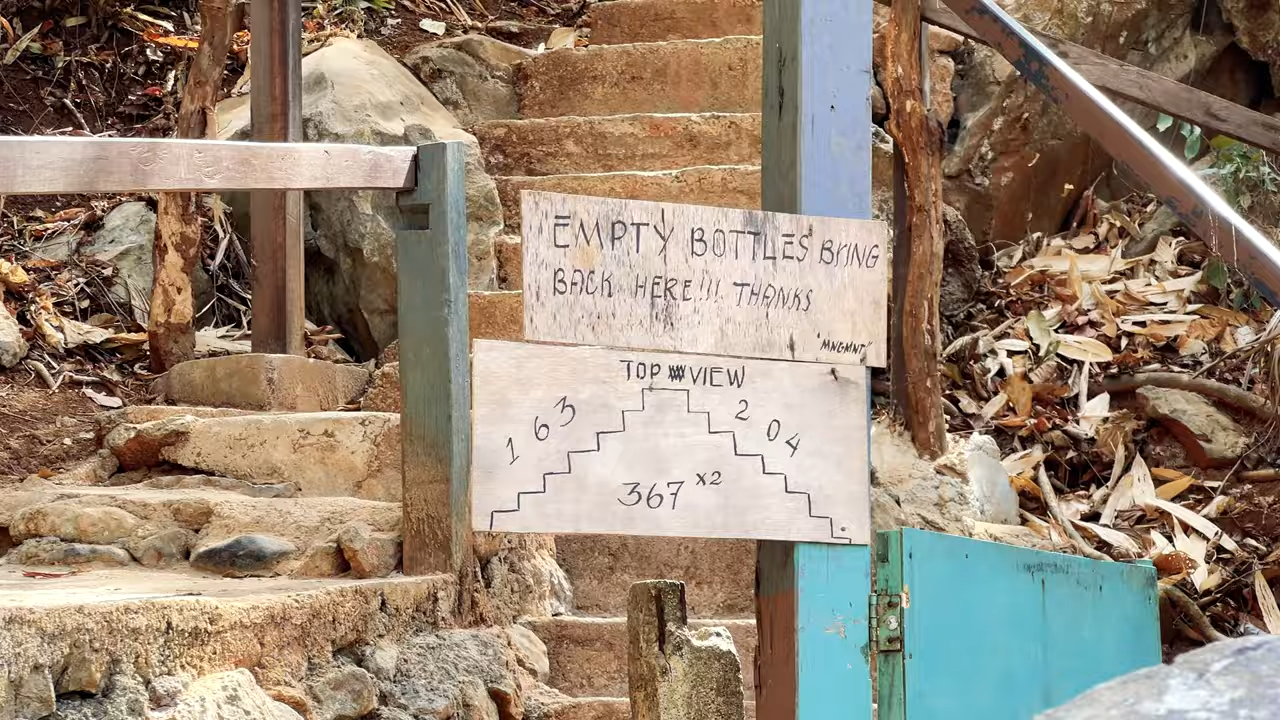 EMPTY BOTTLES BRING
BACK HERE!!! THANKS
"MNGMNT"
TOP VIEW
163
204
367 x2